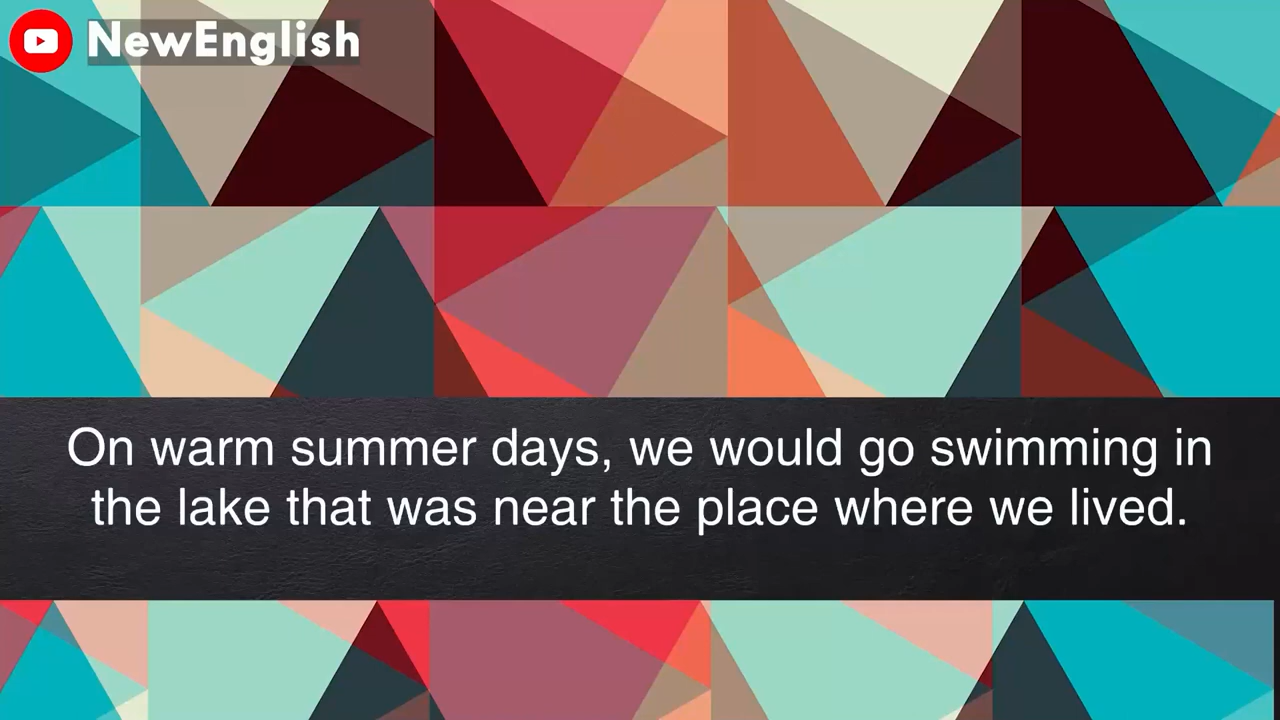 NewEnglish
On warm summer days, we would go swimming in
the lake that was near the place where we lived.